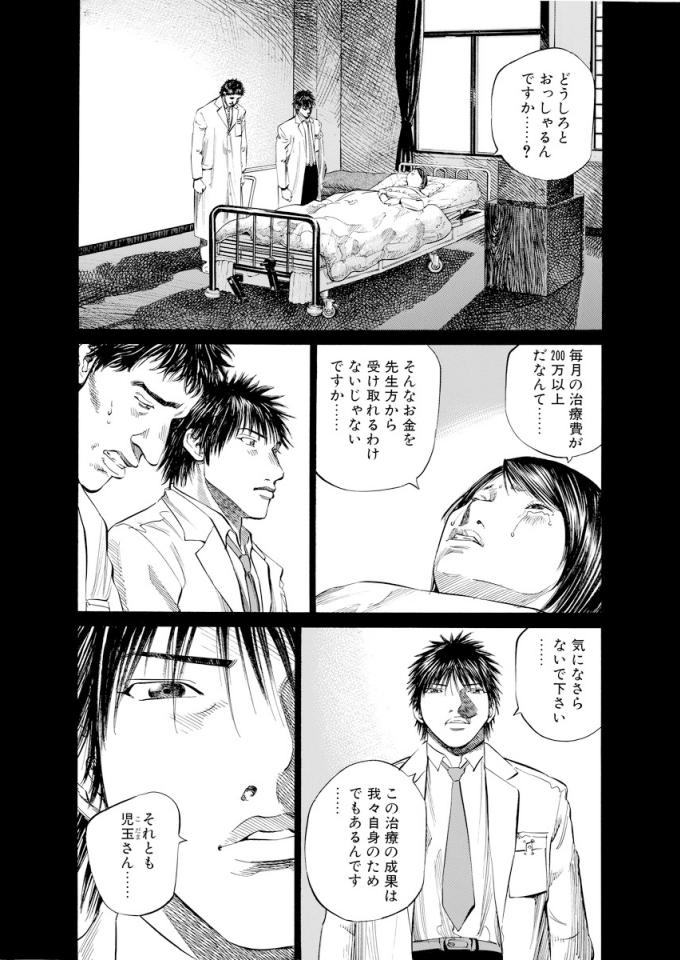 どうしろと
おっしゃるん
ですか……?
毎月の治療費が
200万以上
だなんて……
そんなお金を
先生方から
受け取れるわけ
ないじゃない
ですか……
気になさら
ないで下さい
……
この治療の成果は
我々自身のため
でもあるんです
……
それとも
児玉さん……
こだま